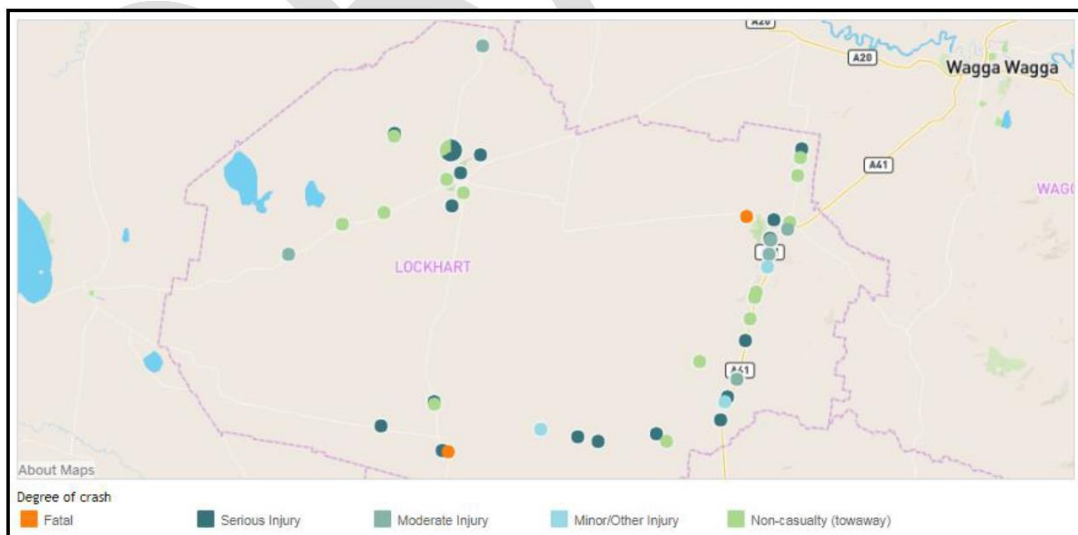 A20
A20
Wagga Wagga
A41
WAGG
LOCKHART
A41
About Maps
Degree of crash
Fatal
Serious Injury
Moderate Injury
Minor/Other Injury
Non-casualty (towaway)